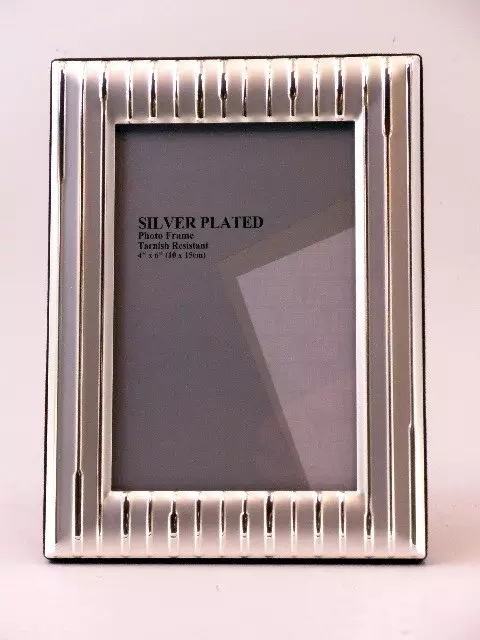 SILVER PLATED
Photo Frame
Tarnish Resistant
4" x 6" (10 x 15cm)